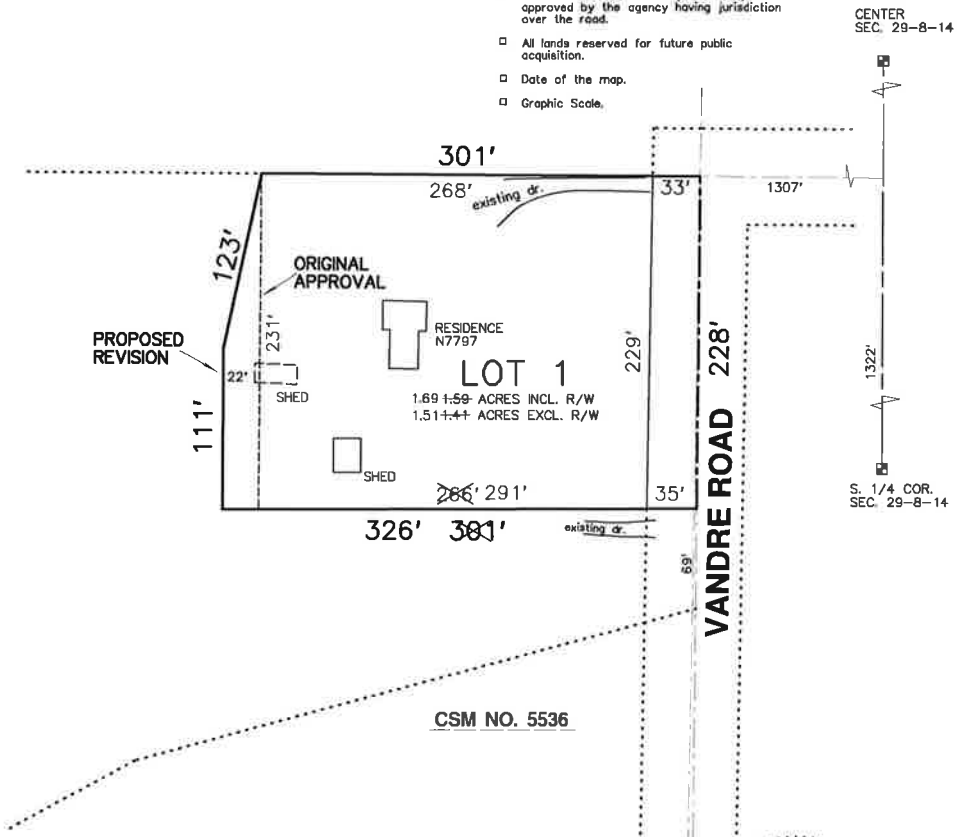 approved by the agency having jurisdiction
over the road.
□ All lands reserved for future public
acquisition.
□ Date of the map.
□ Graphic Scale.
CENTER
SEC. 29-8-14
301'
268'
existing dr.
33'
1307'
123'
ORIGINAL
APPROVAL
231'
PROPOSED
REVISION
RESIDENCE
N7797
229'
228'
1322'
22'
SHED
LOT 1
1.69 1.59 ACRES INCL. R/W
1.51 1.41 ACRES EXCL. R/W
111'
SHED
266' 291'
35'
VANDRE ROAD
S. 1/4 COR.
SEC. 29-8-14
326' 301'
existing dr.
69'
CSM NO. 5536